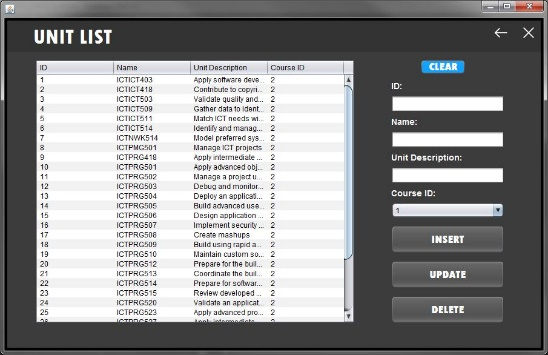 UNIT LIST
CLEAR
ID Name Unit Description Course ID
1 ICTICT403 Apply software deve... 2
2 ICTICT418 Contribute to copyri... 2
3 ICTICT503 Validate quality and... 2
4 ICTICT509 Gather data to ident... 2
5 ICTICT511 Match ICT needs wi... 2
6 ICTICT514 Identify and manag... 2
7 ICTNWK514 Model preferred sys... 2
8 ICTPMG501 Manage ICT projects 2
9 ICTPRG418 Apply intermediate ... 2
10 ICTPRG501 Apply advanced obj... 2
11 ICTPRG502 Manage a project u... 2
12 ICTPRG503 Debug and monitor... 2
13 ICTPRG504 Deploy an applicati... 2
14 ICTPRG505 Build advanced use... 2
15 ICTPRG506 Design application ... 2
16 ICTPRG507 Implement security ... 2
17 ICTPRG508 Create mashups 2
18 ICTPRG509 Build using rapid a... 2
19 ICTPRG510 Maintain custom so... 2
20 ICTPRG512 Prepare for the buil... 2
21 ICTPRG513 Coordinate the buil... 2
22 ICTPRG514 Prepare for softwar... 2
23 ICTPRG515 Review developed ... 2
24 ICTPRG520 Validate an applicat... 2
25 ICTPRG523 Apply advanced pro... 2
26 ICTPRG527 Apply intermediate ... 2
ID:
Name:
Unit Description:
Course ID:
1
INSERT
UPDATE
DELETE